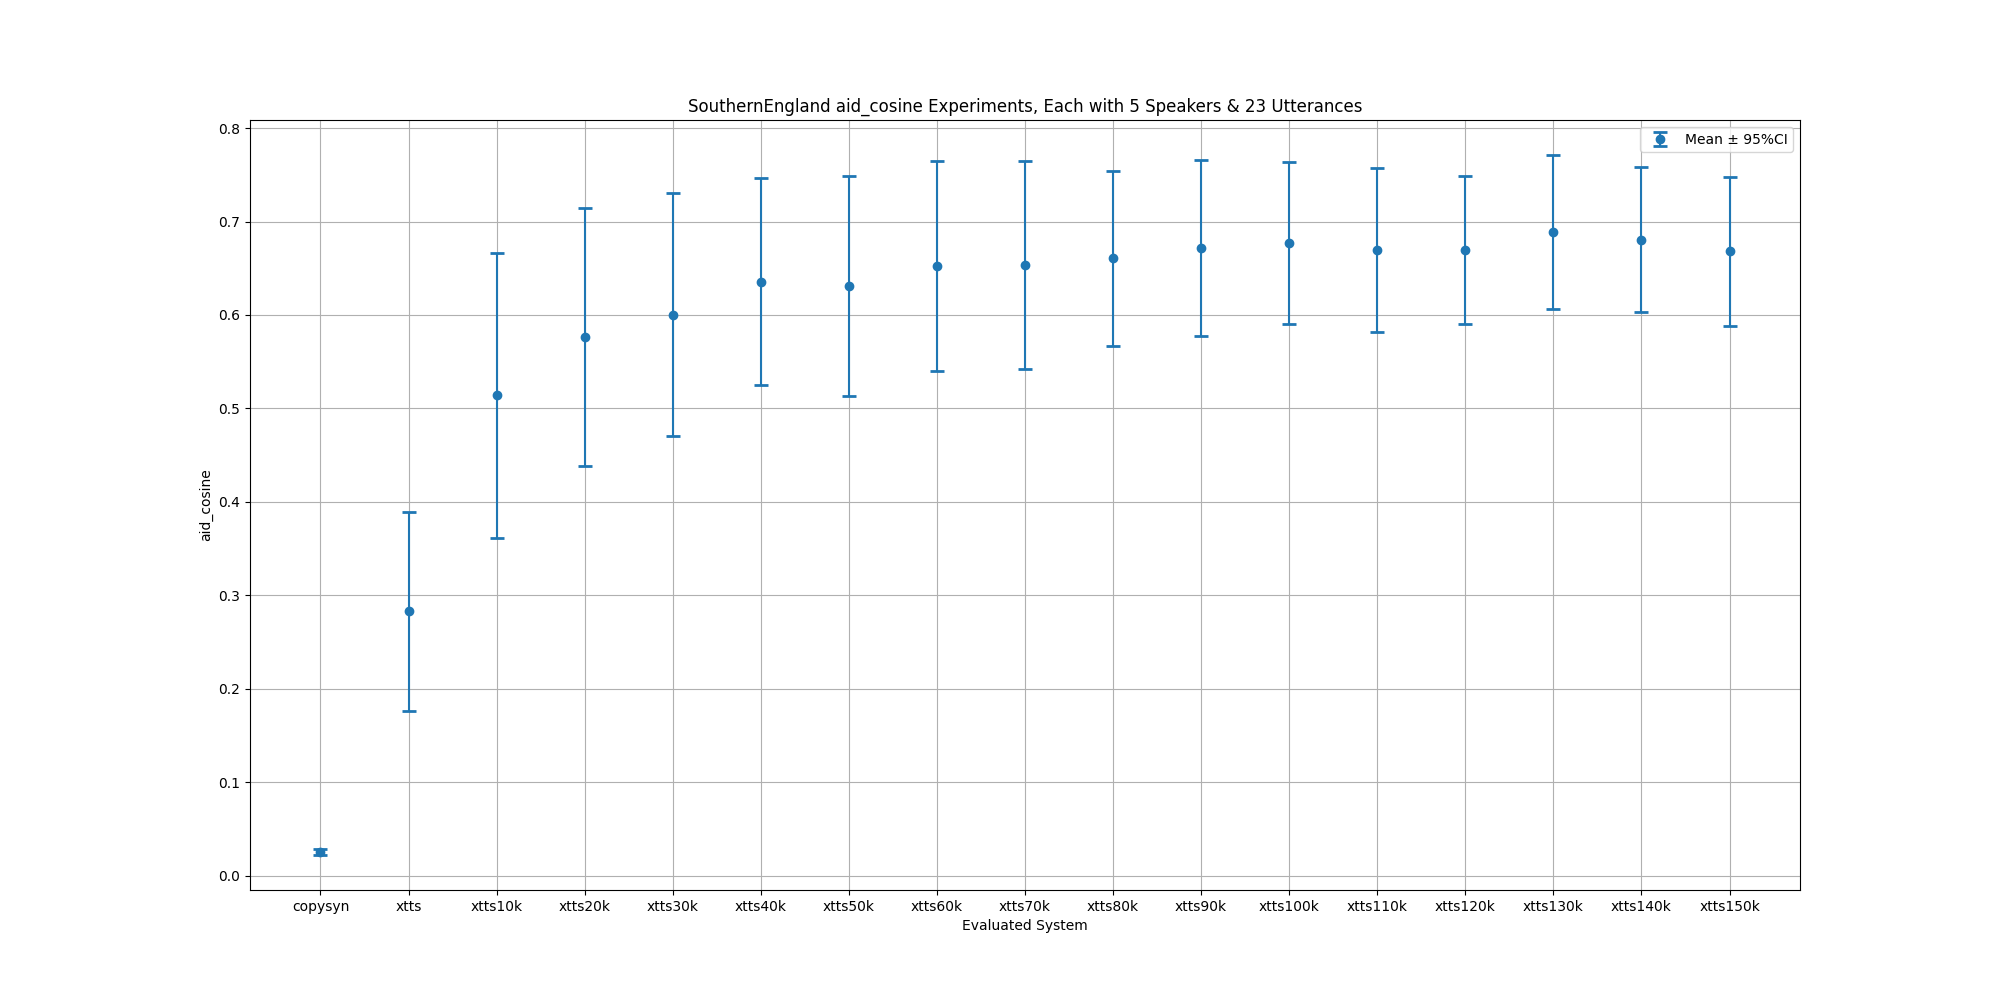 SouthernEngland aid_cosine Experiments, Each with 5 Speakers & 23 Utterances
Mean ± 95%CI
0.8
0.7
0.6
0.5
0.4
0.3
0.2
0.1
0.0
aid_cosine
copysyn xtts xtts10k xtts20k xtts30k xtts40k xtts50k xtts60k xtts70k xtts80k xtts90k xtts100k xtts110k xtts120k xtts130k xtts140k xtts150k
Evaluated System